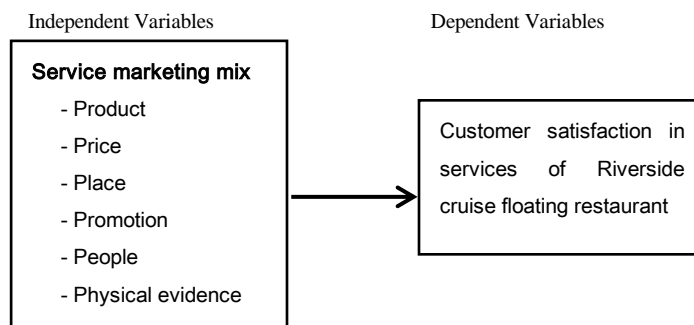 Independent Variables
Dependent Variables
Service marketing mix
- Product
- Price
- Place
- Promotion
- People
- Physical evidence
Customer satisfaction in
services of Riverside
cruise floating restaurant